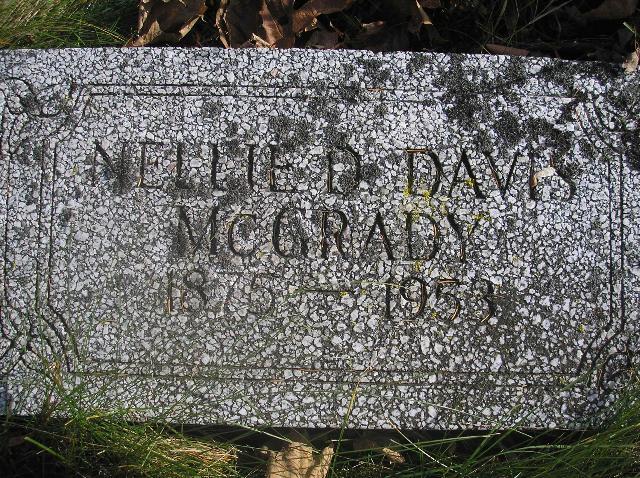 NELLIE D. DAVIS
MCGRADY
1875 — 1953